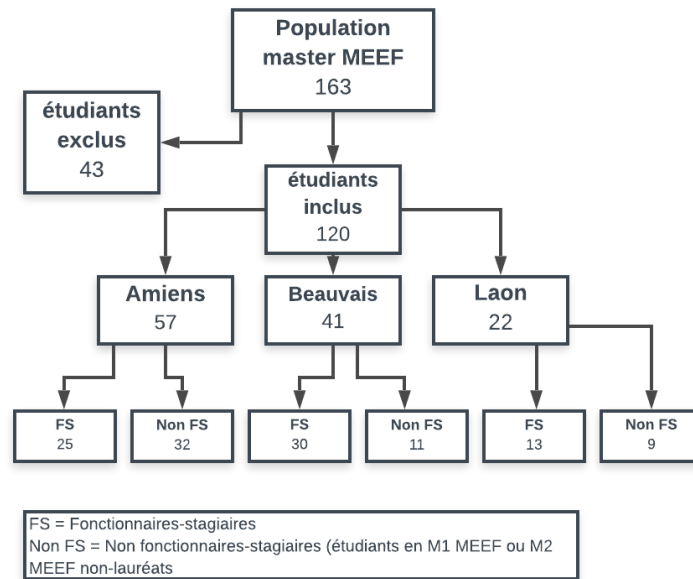 Population
master MEEF
163
étudiants
exclus
43
étudiants
inclus
120
Amiens
57
Beauvais
41
Laon
22
FS
25
Non FS
32
FS
30
Non FS
11
FS
13
Non FS
9
FS = Fonctionnaires-stagiaires
Non FS = Non fonctionnaires-stagiaires (étudiants en M1 MEEF ou M2
MEEF non-lauréats